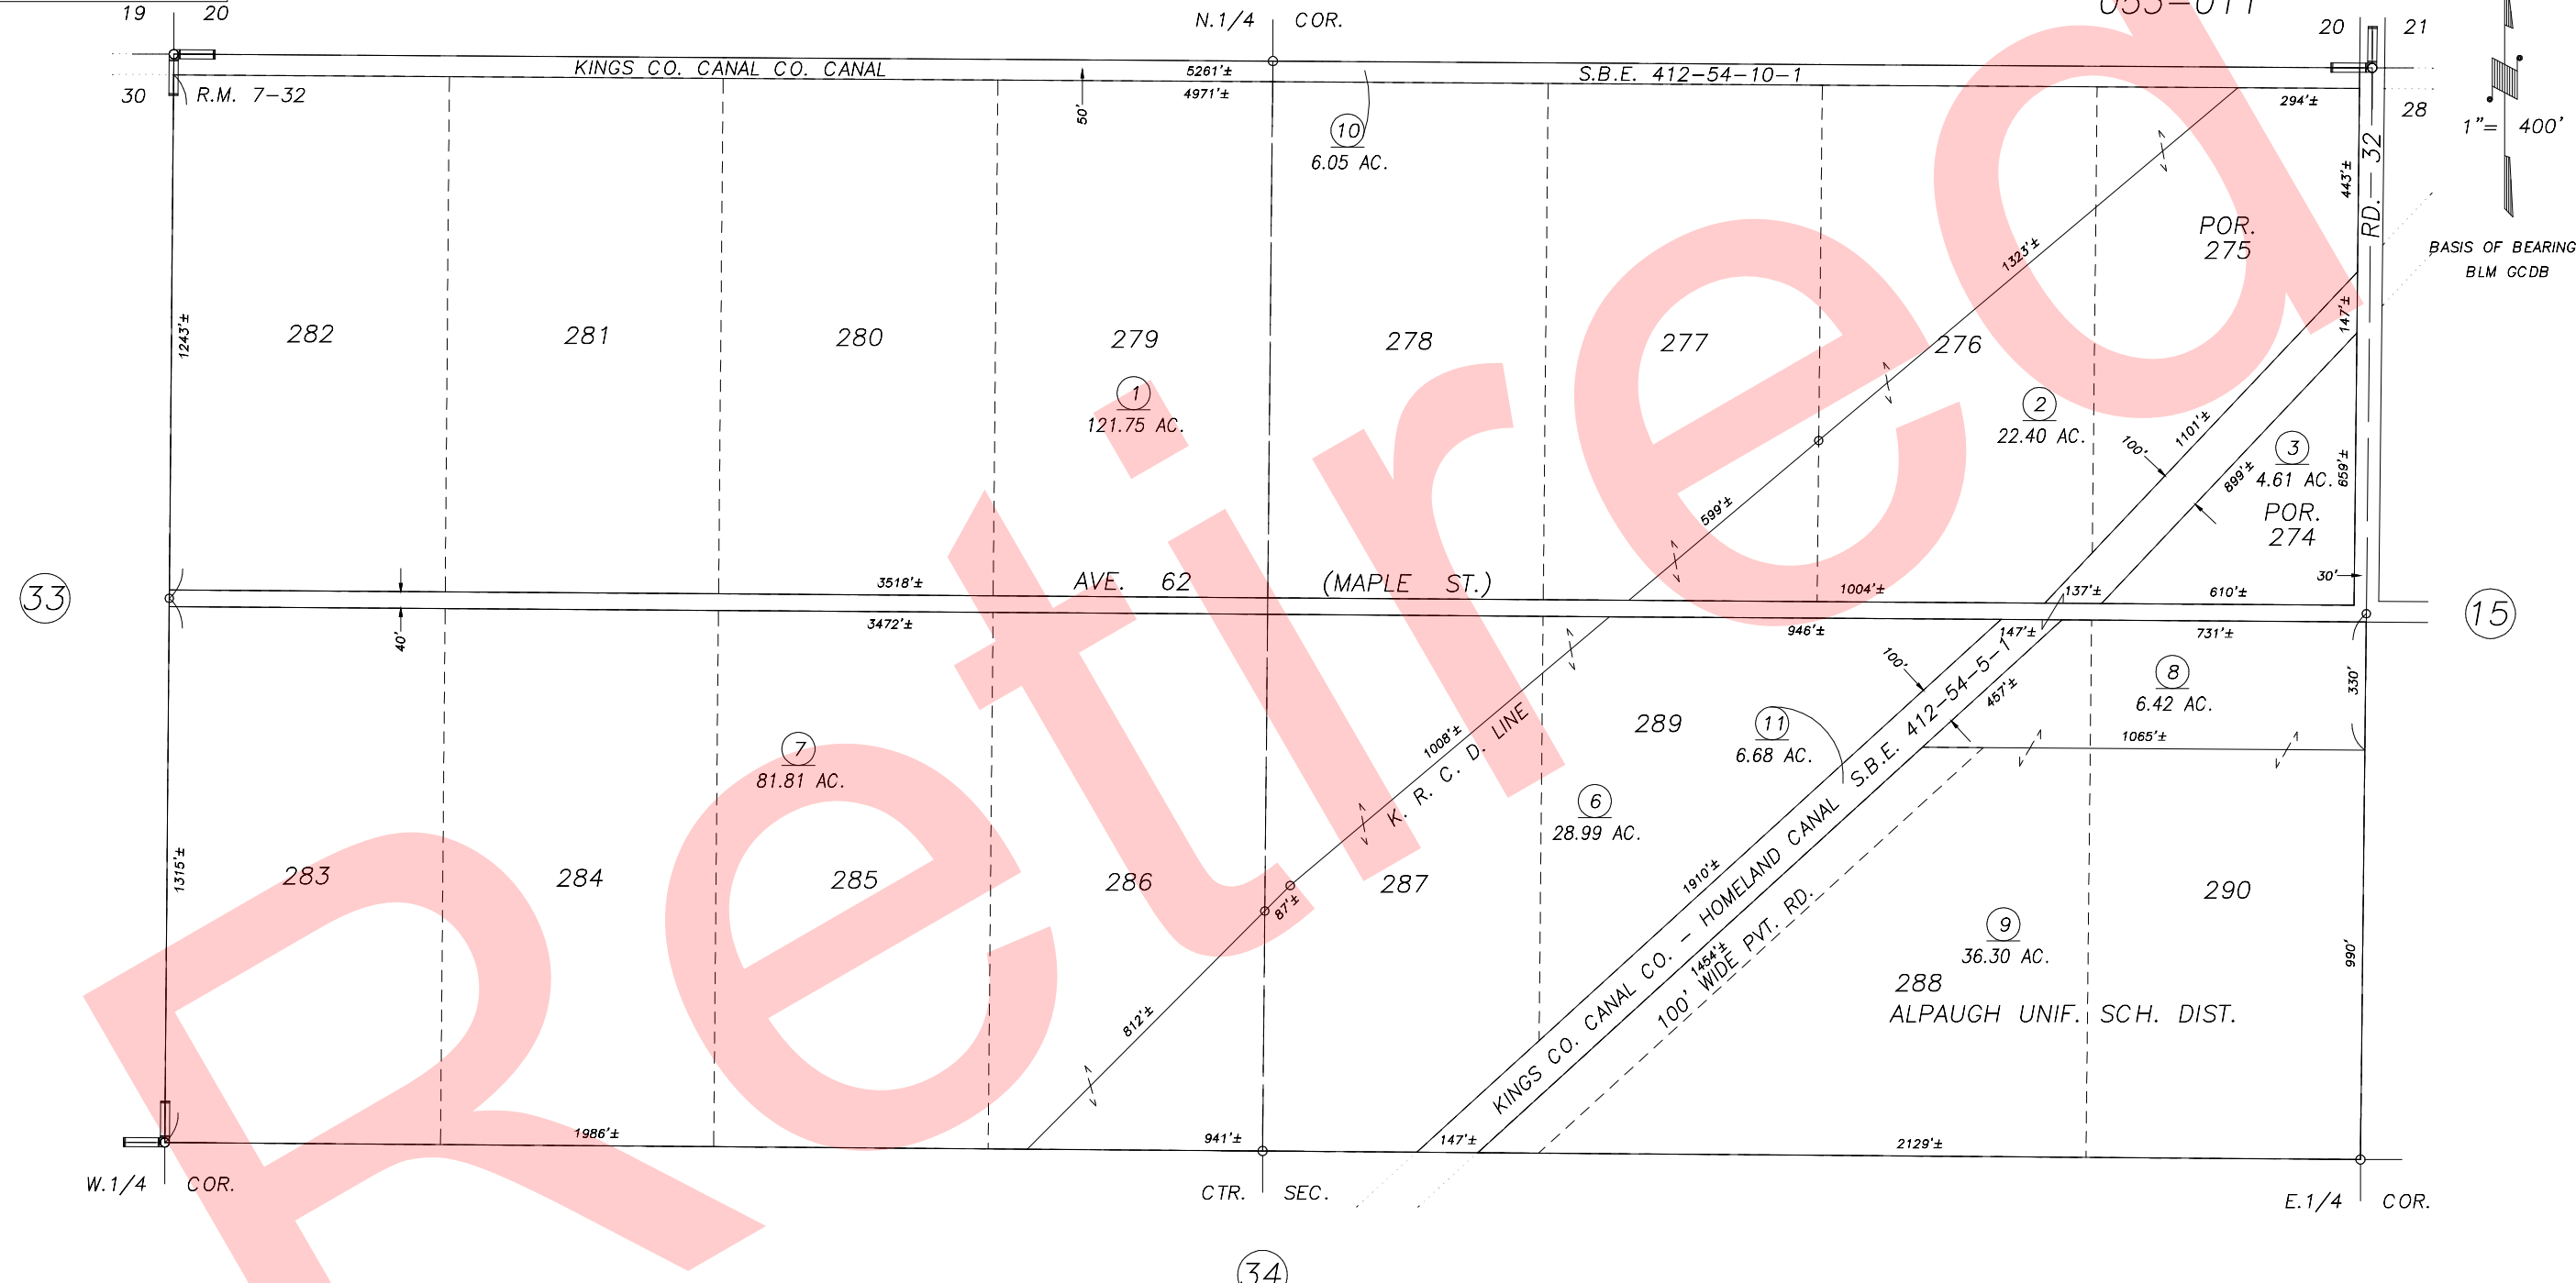 19 20
N.1/4 COR.
20 21
KINGS CO. CANAL CO. CANAL
5261'±
S.B.E. 412-54-10-1
30
R.M. 7-32
4971'±
50'
294'±
28
1"= 400'
10
6.05 AC.
RD. 32
443'±
BASIS OF BEARING
BLM GCDB
POR.
275
1323'±
147'±
1243'±
282
281
280
279
278
277
276
1
121.75 AC.
2
22.40 AC.
1101'±
100'
3
4.61 AC.
899'±
659'±
POR.
274
599'±
33
3518'±
AVE. 62 (MAPLE ST.)
1004'±
137'±
610'±
30'
15
40'
3472'±
946'±
147'±
731'±
330'
100'
457'±
8
6.42 AC.
1065'±
7
81.81 AC.
1008'±
K. R. C. D. LINE
289
11
6.68 AC.
6
28.99 AC.
KINGS CO. CANAL CO. - HOMELAND CANAL S.B.E. 412-54-5-1
1315'±
283
284
285
286
287
290
87'±
1910'±
1454'±
100' WIDE PVT. RD.
9
36.30 AC.
990'
288
ALPAUGH UNIF. SCH. DIST.
812'±
1986'±
941'±
147'±
2129'±
W.1/4 COR.
CTR. SEC.
E.1/4 COR.
34
Retired